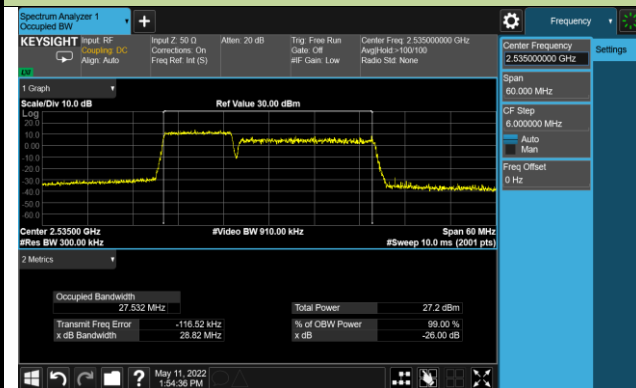 Spectrum Analyzer 1
Occupied BW
Frequency
KEYSIGHT
Input: RF
Coupling: DC
Align: Auto
Input Z: 50 Ω
Corrections: On
Freq Ref: Int (S)
Atten: 20 dB
Trig: Free Run
Gate: Off
#IF Gain: Low
Center Freq: 2.535000000 GHz
Avg|Hold:>100/100
Radio Std: None
LXI
Center Frequency
2.535000000 GHz
Settings
Span
60.000 MHz
CF Step
6.000000 MHz
Auto
Man
Freq Offset
0 Hz
1 Graph
Scale/Div 10.0 dB
Ref Value 30.00 dBm
Log
20.0
10.0
0.00
-10.0
-20.0
-30.0
-40.0
-50.0
-60.0
Center 2.53500 GHz
#Video BW 910.00 kHz
Span 60 MHz
#Res BW 300.00 kHz
#Sweep 10.0 ms (2001 pts)
2 Metrics
Occupied Bandwidth
27.532 MHz
Total Power 27.2 dBm
Transmit Freq Error -116.52 kHz
% of OBW Power 99.00 %
x dB Bandwidth 28.82 MHz
x dB -26.00 dB
?
May 11, 2022
1:54:36 PM